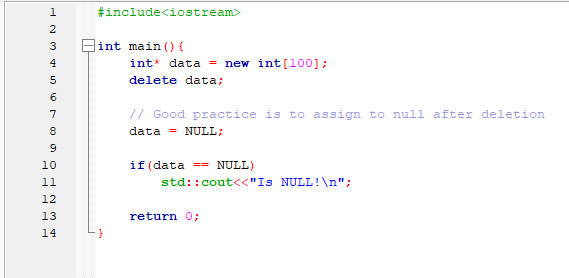 1 #include<iostream>
2
3 int main(){
4 int* data = new int[100];
5 delete data;
6
7 // Good practice is to assign to null after deletion
8 data = NULL;
9
10 if(data == NULL)
11 std::cout<<"Is NULL!\n";
12
13 return 0;
14 }